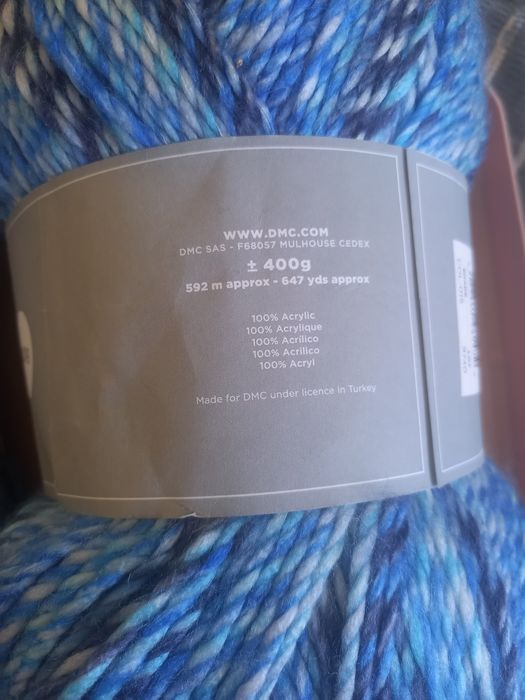 WWW.DMC.COM
DMC SAS - F68057 MULHOUSE CEDEX
± 400g
592 m approx - 647 yds approx
100% Acrylic
100% Acrylique
100% Acrílico
100% Acrilico
100% Acryl
Made for DMC under licence in Turkey